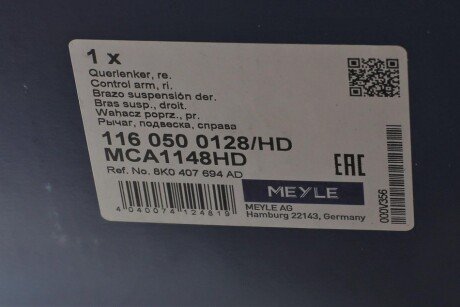 1 x
Querlenker, re.
Control arm, ri.
Brazo suspensión der.
Bras susp., droit.
Wahacz poprz., pr.
Рычаг, подвеска, справа
116 050 0128/HD
MCA1148HD
Ref. No. 8K0 407 694 AD
EAC
MEYLE
MEYLE AG
Hamburg 22143, Germany
4 040074 124819
000V356